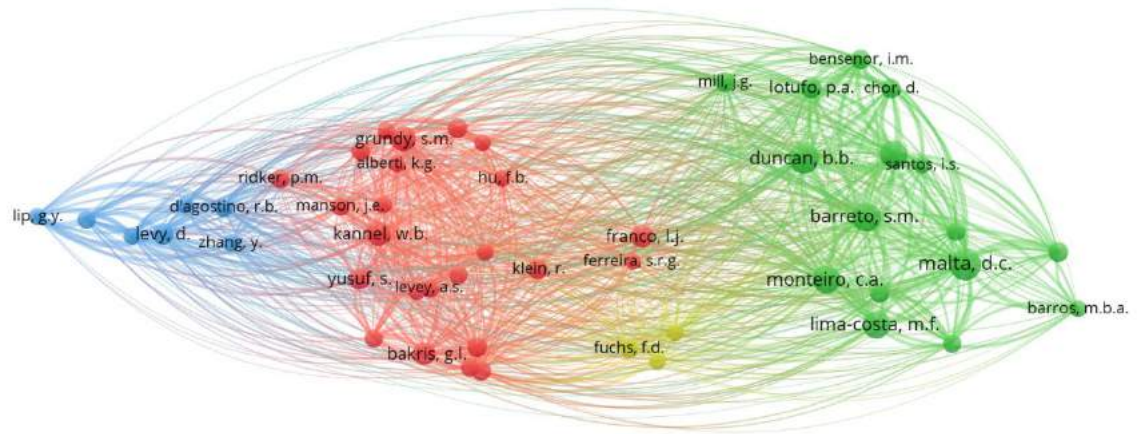 bensenor, i.m.
mill, j.g.
lotufo, p.a.
chor, d.
grundy, s.m.
alberti, k.g.
duncan, b.b.
santos, i.s.
ridker, p.m.
hu, f.b.
lip, g.y.
d'agostino, r.b.
manson, j.e.
barreto, s.m.
levy, d.
zhang, y.
kannel, w.b.
franco, l.j.
ferreira, s.r.g.
klein, r.
malta, d.c.
yusuf, s.
levey, a.s.
monteiro, c.a.
barros, m.b.a.
lima-costa, m.f.
fuchs, f.d.
bakris, g.l.